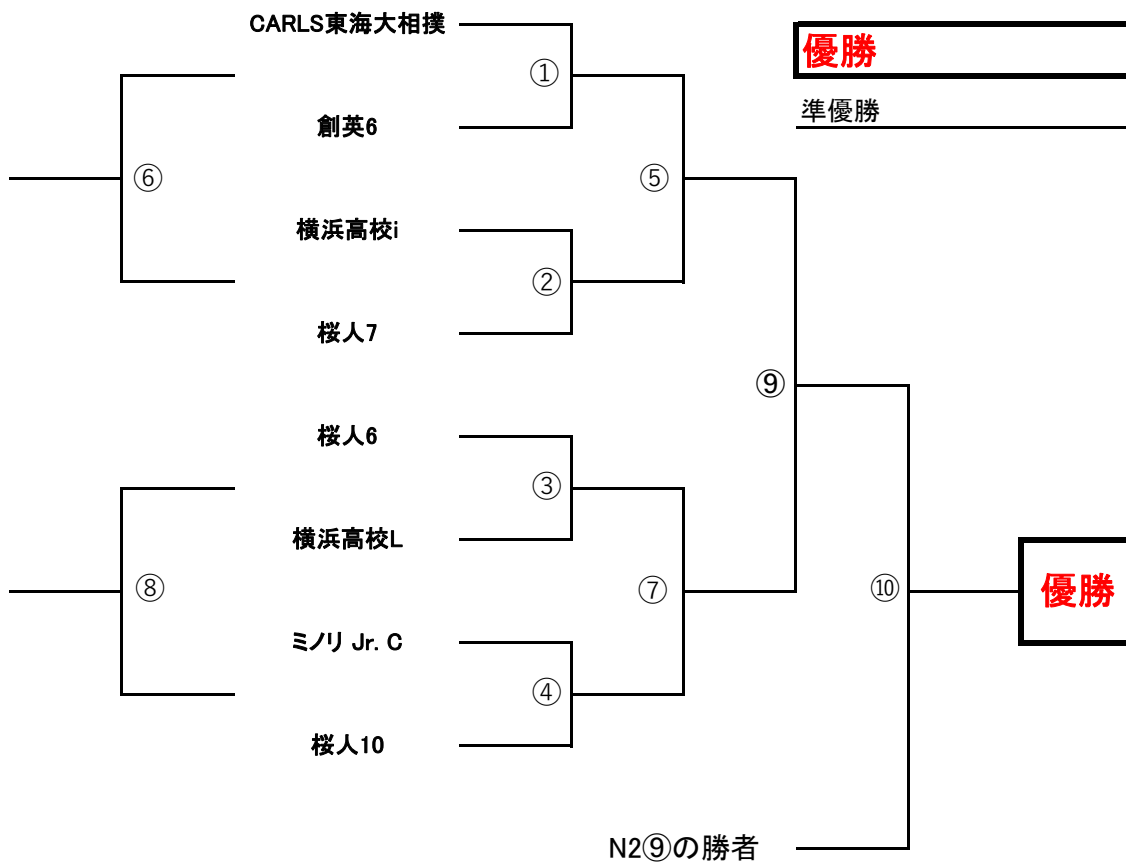 CARLS東海大相撲
優勝
①
準優勝
創英6
⑥
⑤
横浜高校i
②
桜人7
⑨
桜人6
③
横浜高校L
⑧
⑦
⑩
優勝
ミノリ Jr. C
④
桜人10
N2⑨の勝者